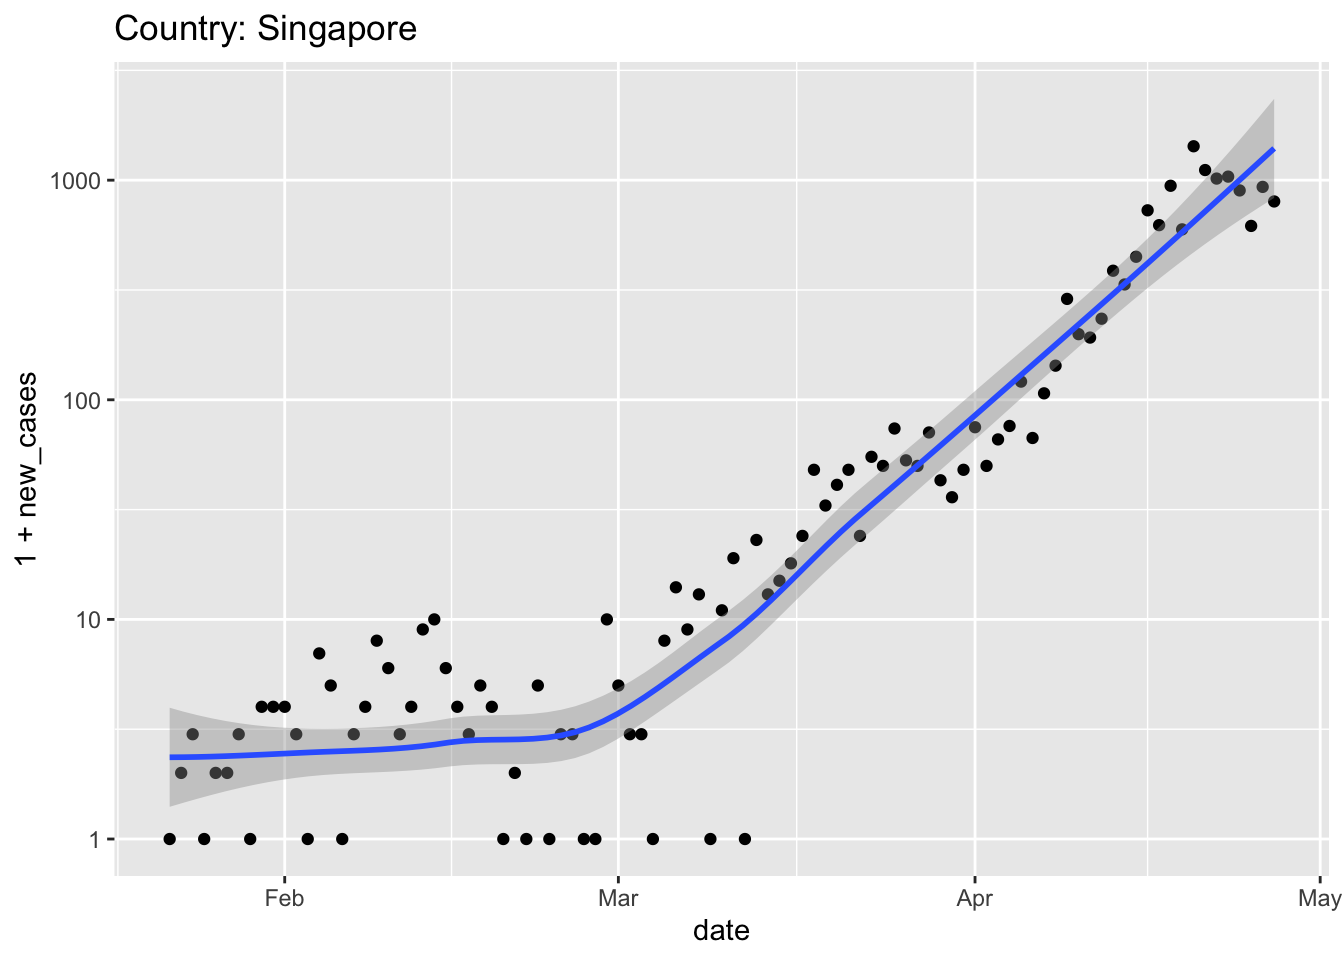 Country: Singapore
1000
100
10
1
1 + new_cases
Feb
Mar
Apr
May
date